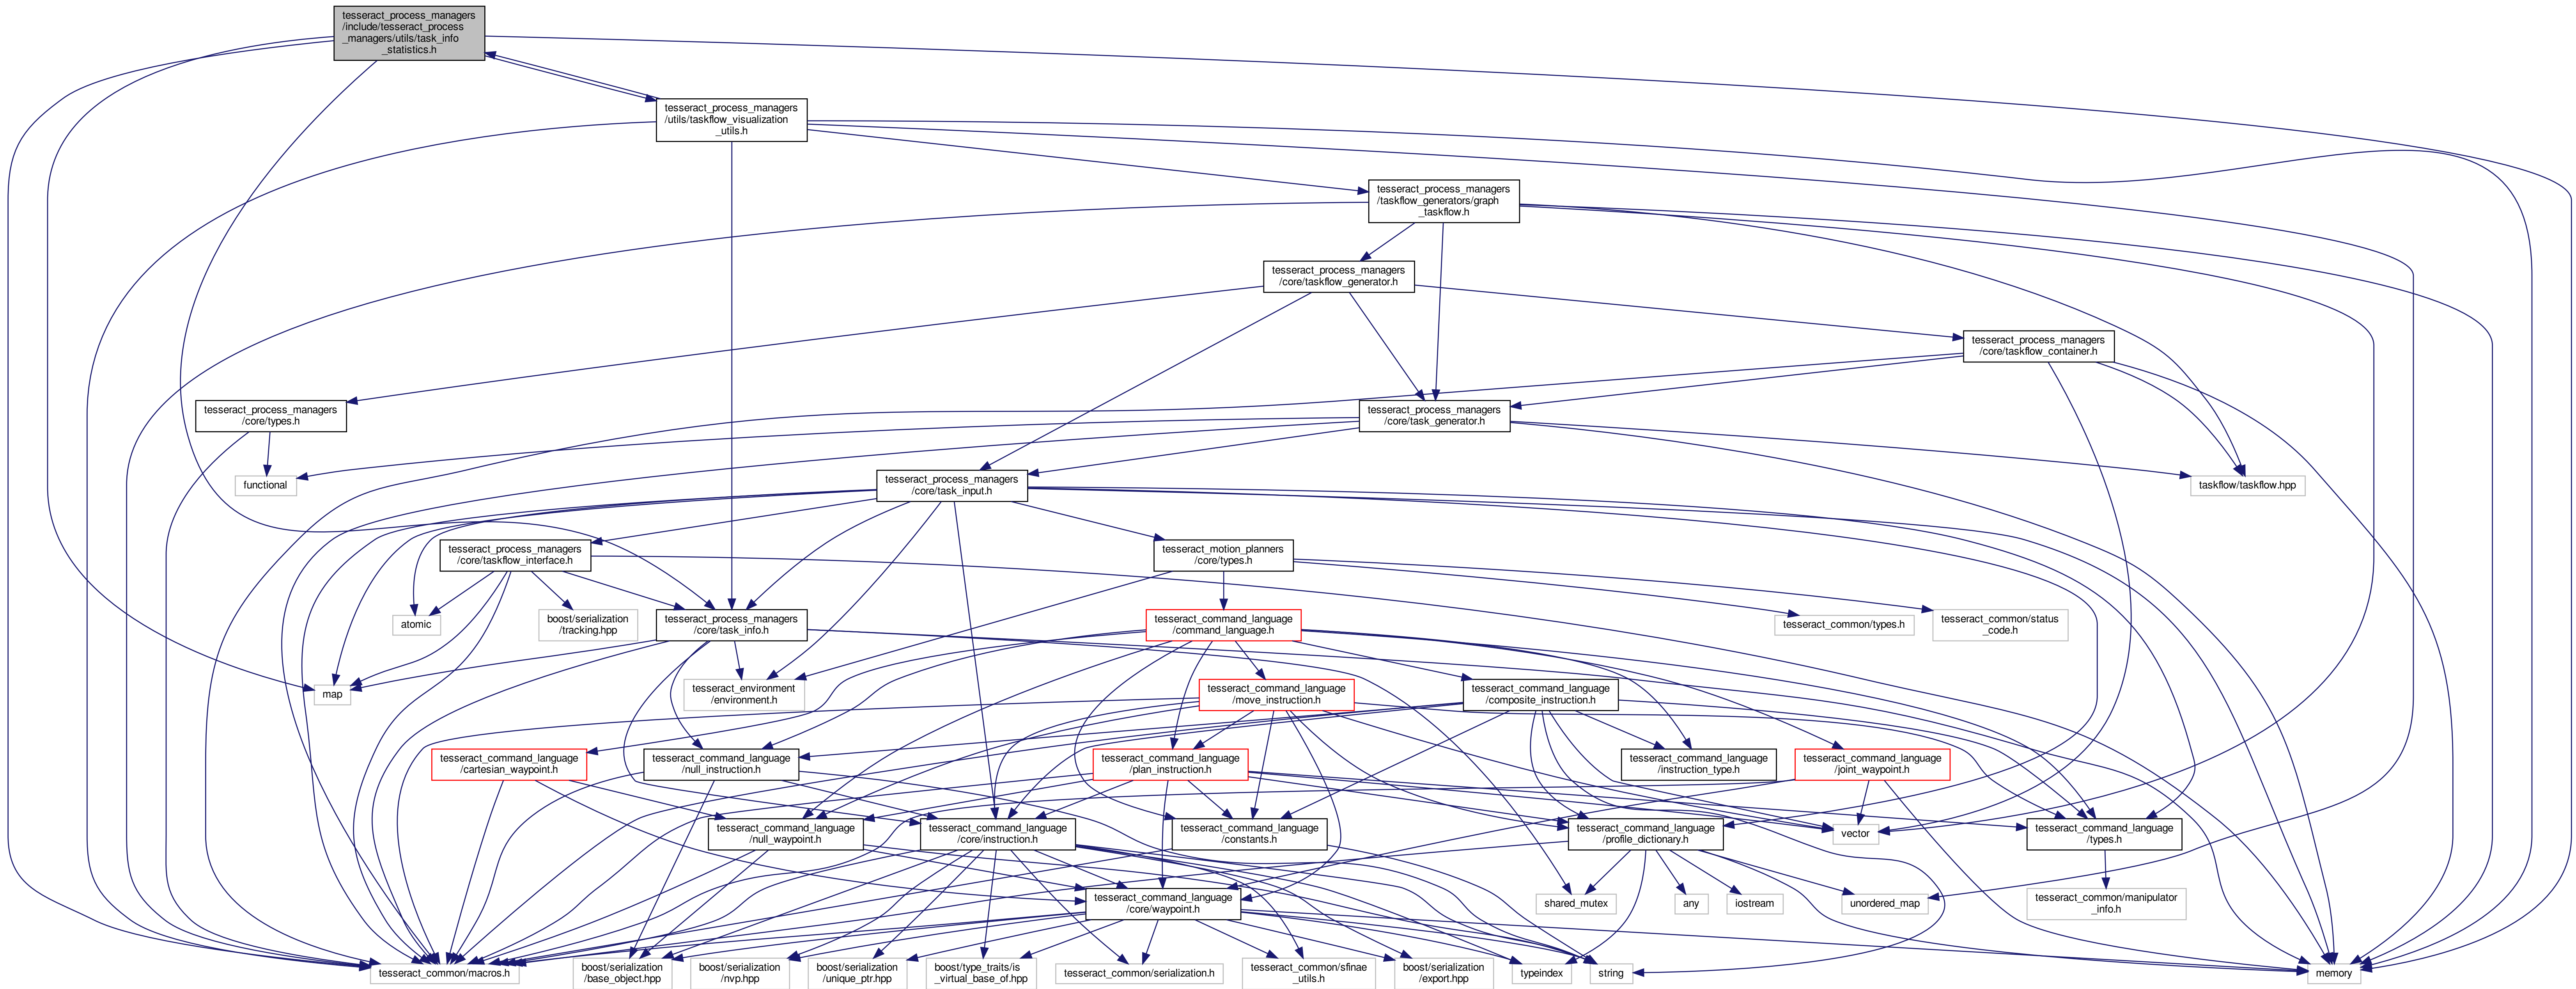 tesseract_process_managers
/include/tesseract_process
_managers/utils/task_info
_statistics.h
tesseract_process_managers
/utils/taskflow_visualization
_utils.h
tesseract_process_managers
/taskflow_generators/graph
_taskflow.h
tesseract_process_managers
/core/taskflow_generator.h
tesseract_process_managers
/core/taskflow_container.h
tesseract_process_managers
/core/types.h
tesseract_process_managers
/core/task_generator.h
functional
tesseract_process_managers
/core/task_input.h
taskflow/taskflow.hpp
tesseract_process_managers
/core/taskflow_interface.h
tesseract_motion_planners
/core/types.h
atomic
boost/serialization
/tracking.hpp
tesseract_process_managers
/core/task_info.h
tesseract_command_language
/command_language.h
tesseract_common/types.h
tesseract_common/status
_code.h
map
tesseract_environment
/environment.h
tesseract_command_language
/move_instruction.h
tesseract_command_language
/composite_instruction.h
tesseract_command_language
/cartesian_waypoint.h
tesseract_command_language
/null_instruction.h
tesseract_command_language
/plan_instruction.h
tesseract_command_language
/instruction_type.h
tesseract_command_language
/joint_waypoint.h
tesseract_command_language
/null_waypoint.h
tesseract_command_language
/core/instruction.h
tesseract_command_language
/constants.h
tesseract_command_language
/profile_dictionary.h
vector
tesseract_command_language
/types.h
tesseract_command_language
/core/waypoint.h
shared_mutex
any
iostream
unordered_map
tesseract_common/manipulator
_info.h
tesseract_common/macros.h
boost/serialization
/base_object.hpp
boost/serialization
/nvp.hpp
boost/serialization
/unique_ptr.hpp
boost/type_traits/is
_virtual_base_of.hpp
tesseract_common/serialization.h
tesseract_common/sfinae
_utils.h
boost/serialization
/export.hpp
typeindex
string
memory